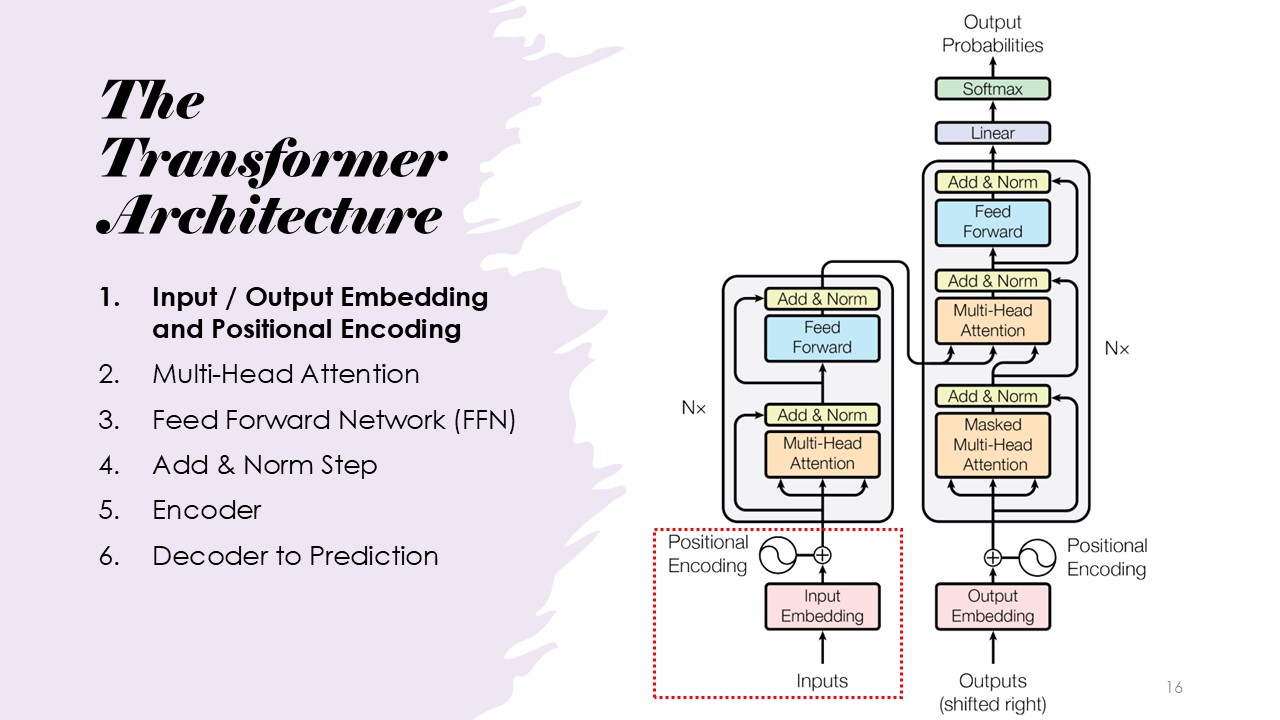 The
Transformer
Architecture
1. Input / Output Embedding
and Positional Encoding
2. Multi-Head Attention
3. Feed Forward Network (FFN)
4. Add & Norm Step
5. Encoder
6. Decoder to Prediction
Output
Probabilities
Softmax
Linear
Add & Norm
Feed
Forward
Add & Norm
Multi-Head
Attention
Nx
Add & Norm
Masked
Multi-Head
Attention
Add & Norm
Feed
Forward
Nx
Add & Norm
Multi-Head
Attention
Positional
Encoding
Input
Embedding
Inputs
Positional
Encoding
Output
Embedding
Outputs
(shifted right)
16